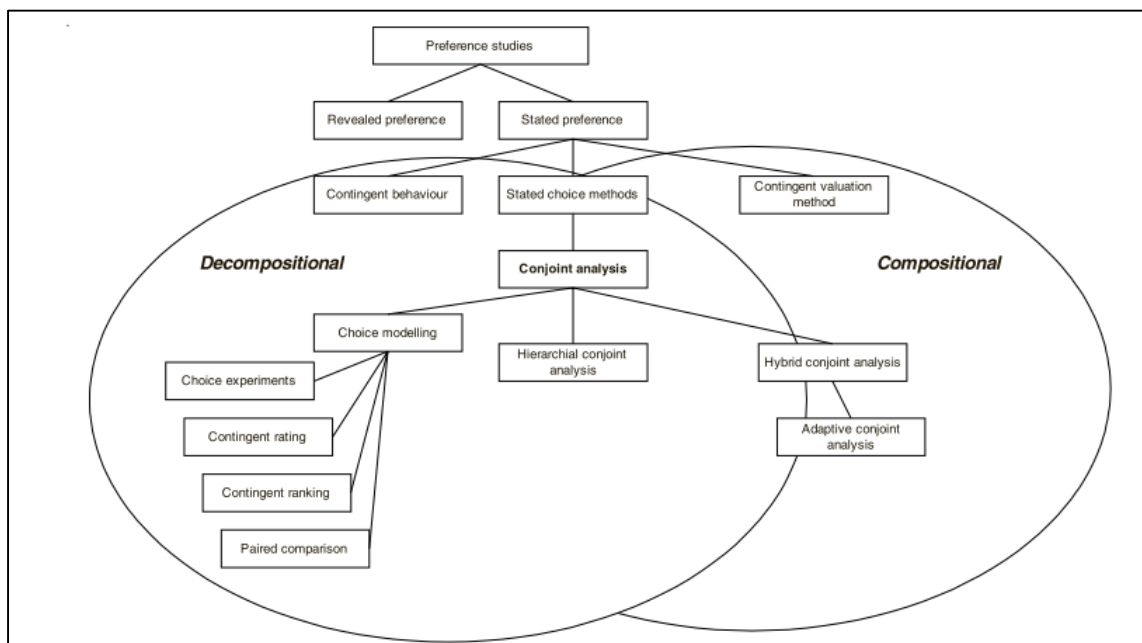 Preference studies
Revealed preference
Stated preference
Contingent behaviour
Stated choice methods
Contingent valuation
method
Decompositional
Conjoint analysis
Compositional
Choice modelling
Hierarchial conjoint
analysis
Hybrid conjoint analysis
Choice experiments
Contingent rating
Adaptive conjoint
analysis
Contingent ranking
Paired comparison